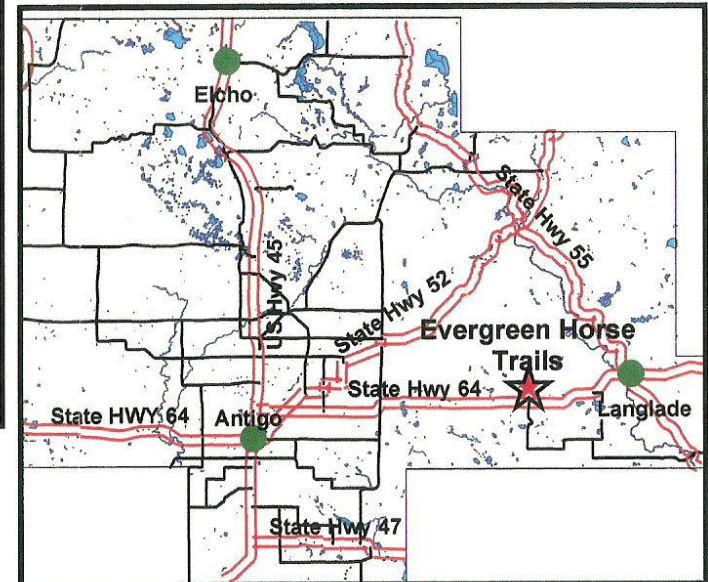 Elcho
State Hwy 55
US Hwy 45
State Hwy 52
Evergreen Horse
Trails
State Hwy 64
Langlade
State HWY 64
Antigo
State Hwy 47